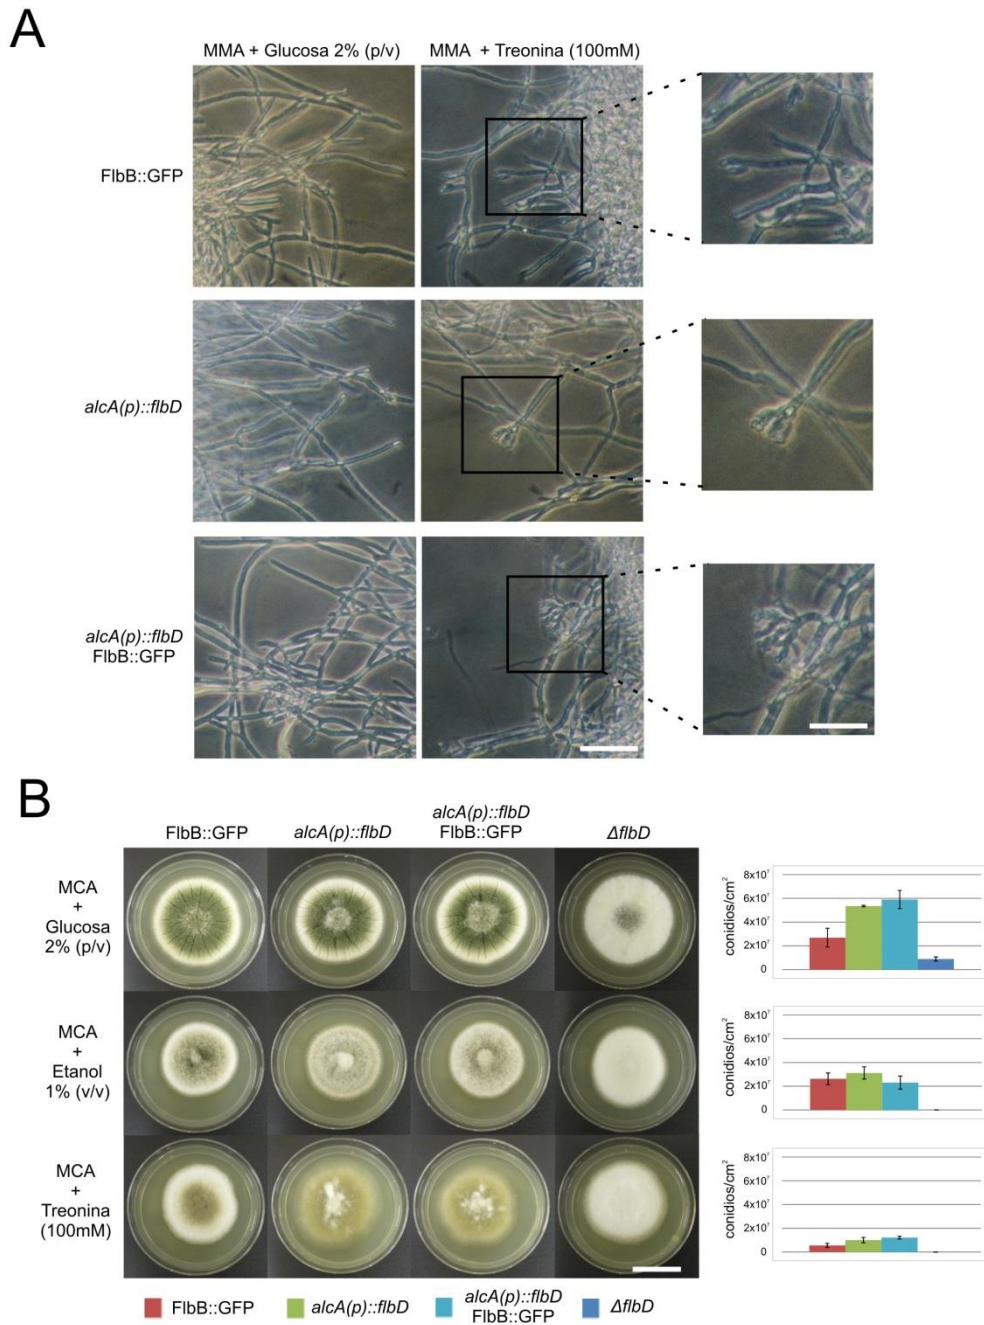 A
MMA + Glucosa 2% (p/v)
MMA + Treonina (100mM)
FlbB::GFP
alcA(p)::flbD
alcA(p)::flbD
FlbB::GFP
B
FlbB::GFP
alcA(p)::flbD
alcA(p)::flbD
FlbB::GFP
ΔflbD
MCA
+
Glucosa
2% (p/v)
conidios/cm²
8x10⁷
6x10⁷
4x10⁷
2x10⁷
0
MCA
+
Etanol
1% (v/v)
conidios/cm²
8x10⁷
6x10⁷
4x10⁷
2x10⁷
0
MCA
+
Treonina
(100mM)
conidios/cm²
8x10⁷
6x10⁷
4x10⁷
2x10⁷
0
FlbB::GFP
alcA(p)::flbD
alcA(p)::flbD
FlbB::GFP
ΔflbD